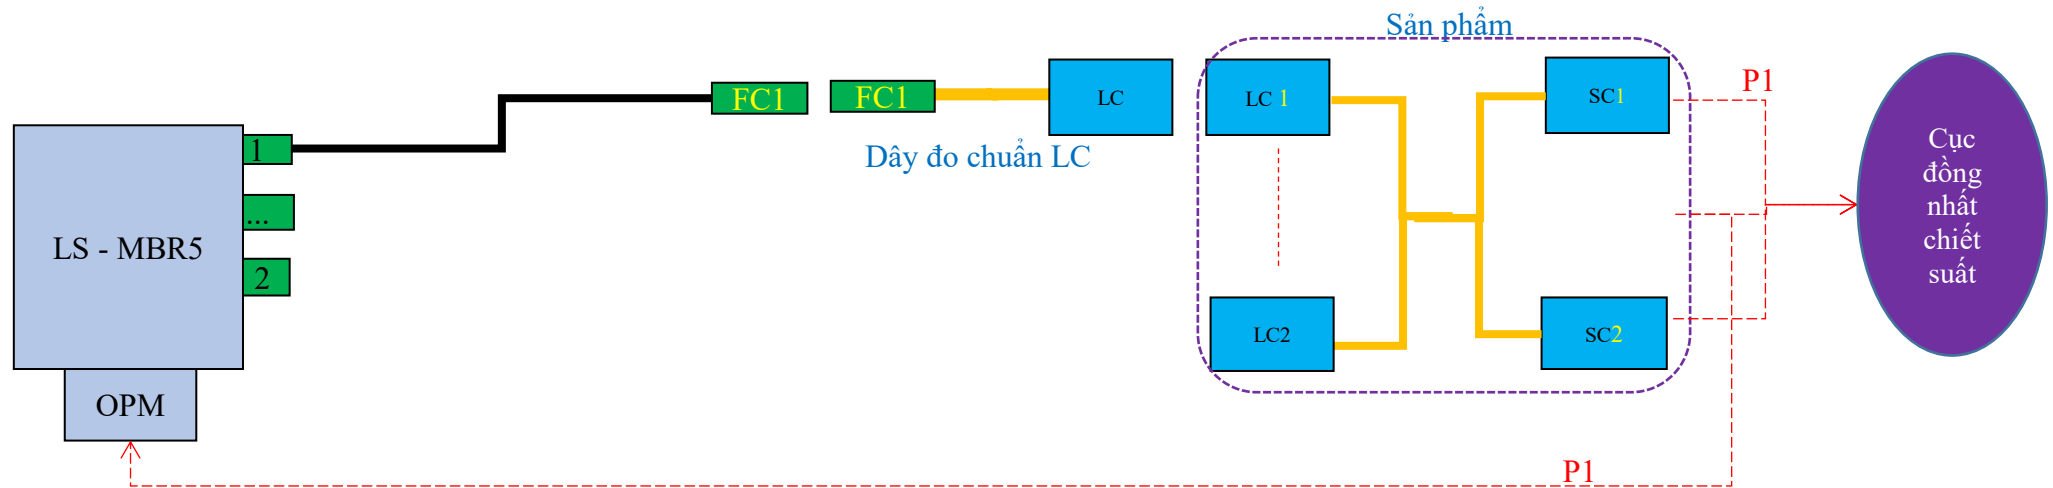 Sản phẩm
P1
FC1
FC1
LC
LC 1
SC1
1
Dây đo chuẩn LC
...
LS - MBR5
2
LC2
SC2
Cục
đồng
nhất
chiết
suất
OPM
P1